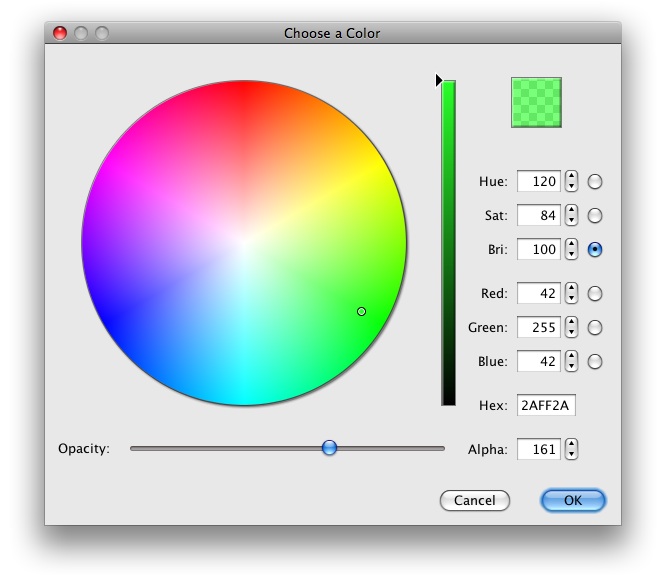 Choose a Color
Hue: 120
Sat: 84
Bri: 100
Red: 42
Green: 255
Blue: 42
Hex: 2AFF2A
Opacity:
Alpha: 161
Cancel
OK